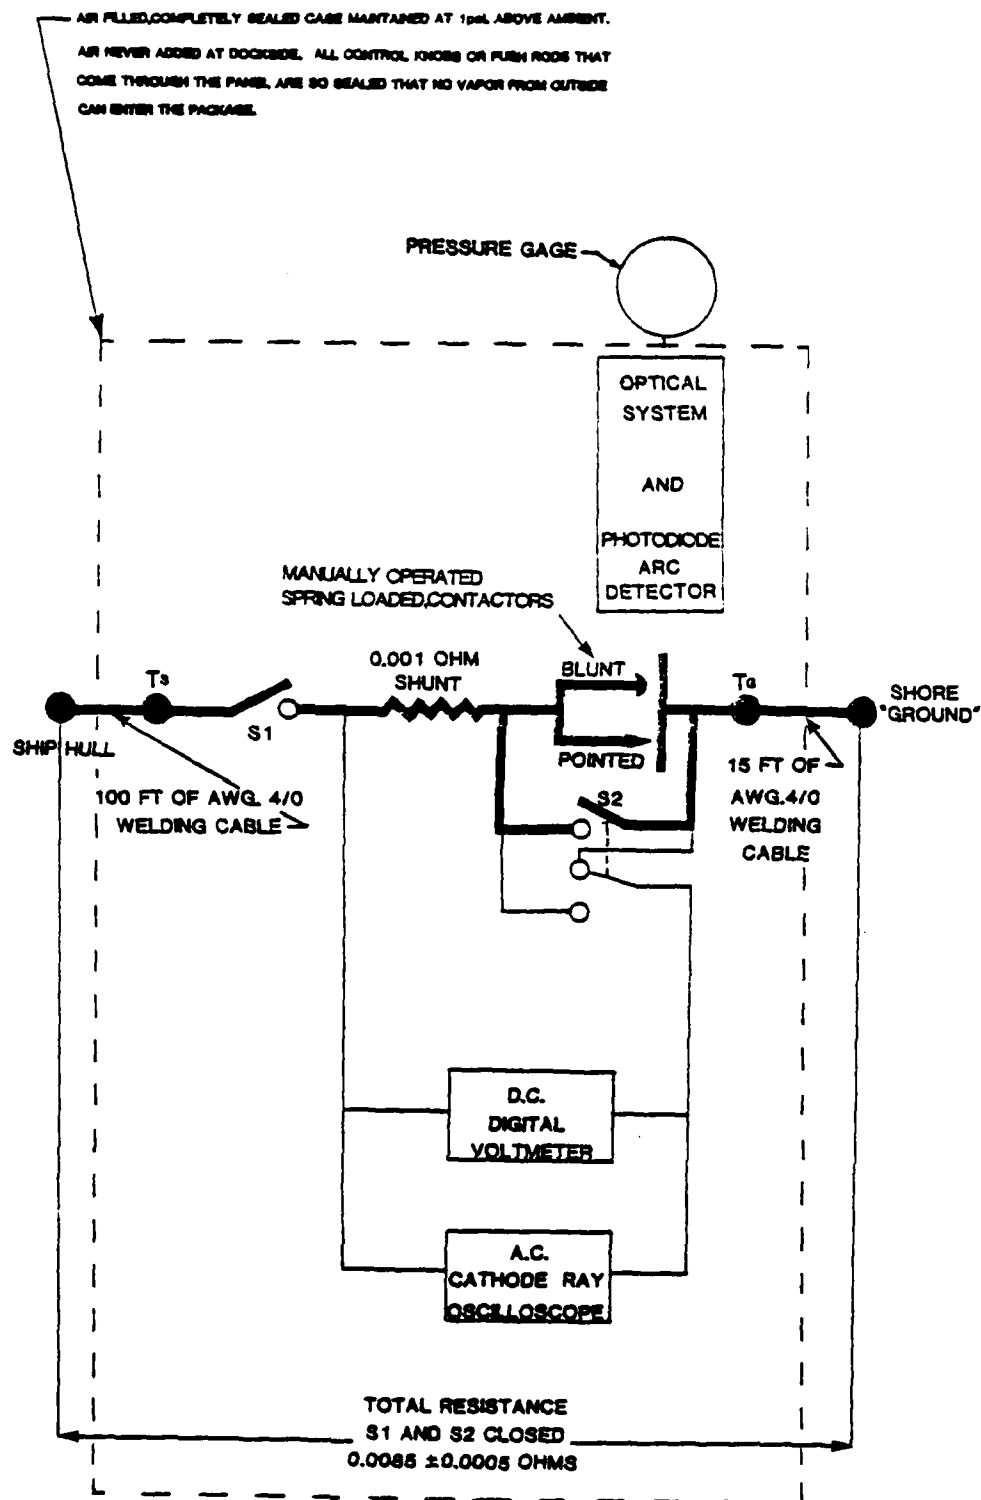 AIR FILLED,COMPLETELY SEALED CASE MAINTAINED AT 1psi, ABOVE AMBIENT.
AIR NEVER ADDED AT DOCKSIDE. ALL CONTROL KNOBS OR PUSH RODS THAT
COME THROUGH THE PANEL ARE SO SEALED THAT NO VAPOR FROM OUTSIDE
CAN ENTER THE PACKAGE.
PRESSURE GAGE
OPTICAL
SYSTEM
AND
PHOTODIODE
ARC
DETECTOR
MANUALLY OPERATED
SPRING LOADED,CONTACTORS
0.001 OHM
SHUNT
BLUNT
TS
TG
S1
SHORE
"GROUND"
SHIP HULL
POINTED
15 FT OF
AWG.4/0
WELDING
CABLE
100 FT OF AWG. 4/0
WELDING CABLE
S2
D.C.
DIGITAL
VOLTMETER
A.C.
CATHODE RAY
OSCILLOSCOPE
TOTAL RESISTANCE
S1 AND S2 CLOSED
0.0085 ±0.0005 OHMS